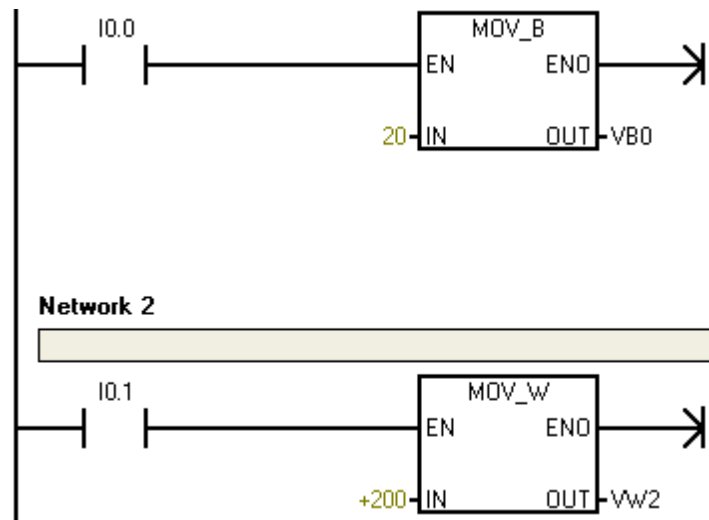 I0.0
MOV_B
EN ENO
20 IN OUT VB0
Network 2
I0.1
MOV_W
EN ENO
+200 IN OUT VW2